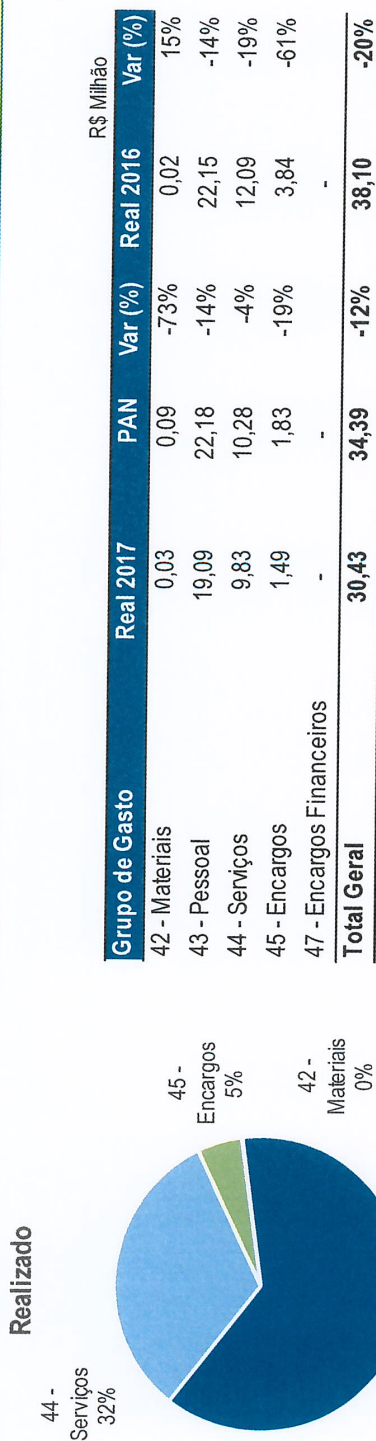 Realizado
44 -
Serviços
32%
45 -
Encargos
5%
42 -
Materiais
0%
R$ Milhão
Grupo de Gasto Real 2017 PAN Var (%) Real 2016 Var (%)
42 - Materiais 0,03 0,09 -73% 0,02 15%
43 - Pessoal 19,09 22,18 -14% 22,15 -14%
44 - Serviços 9,83 10,28 -4% 12,09 -19%
45 - Encargos 1,49 1,83 -19% 3,84 -61%
47 - Encargos Financeiros - - -
Total Geral 30,43 34,39 -12% 38,10 -20%